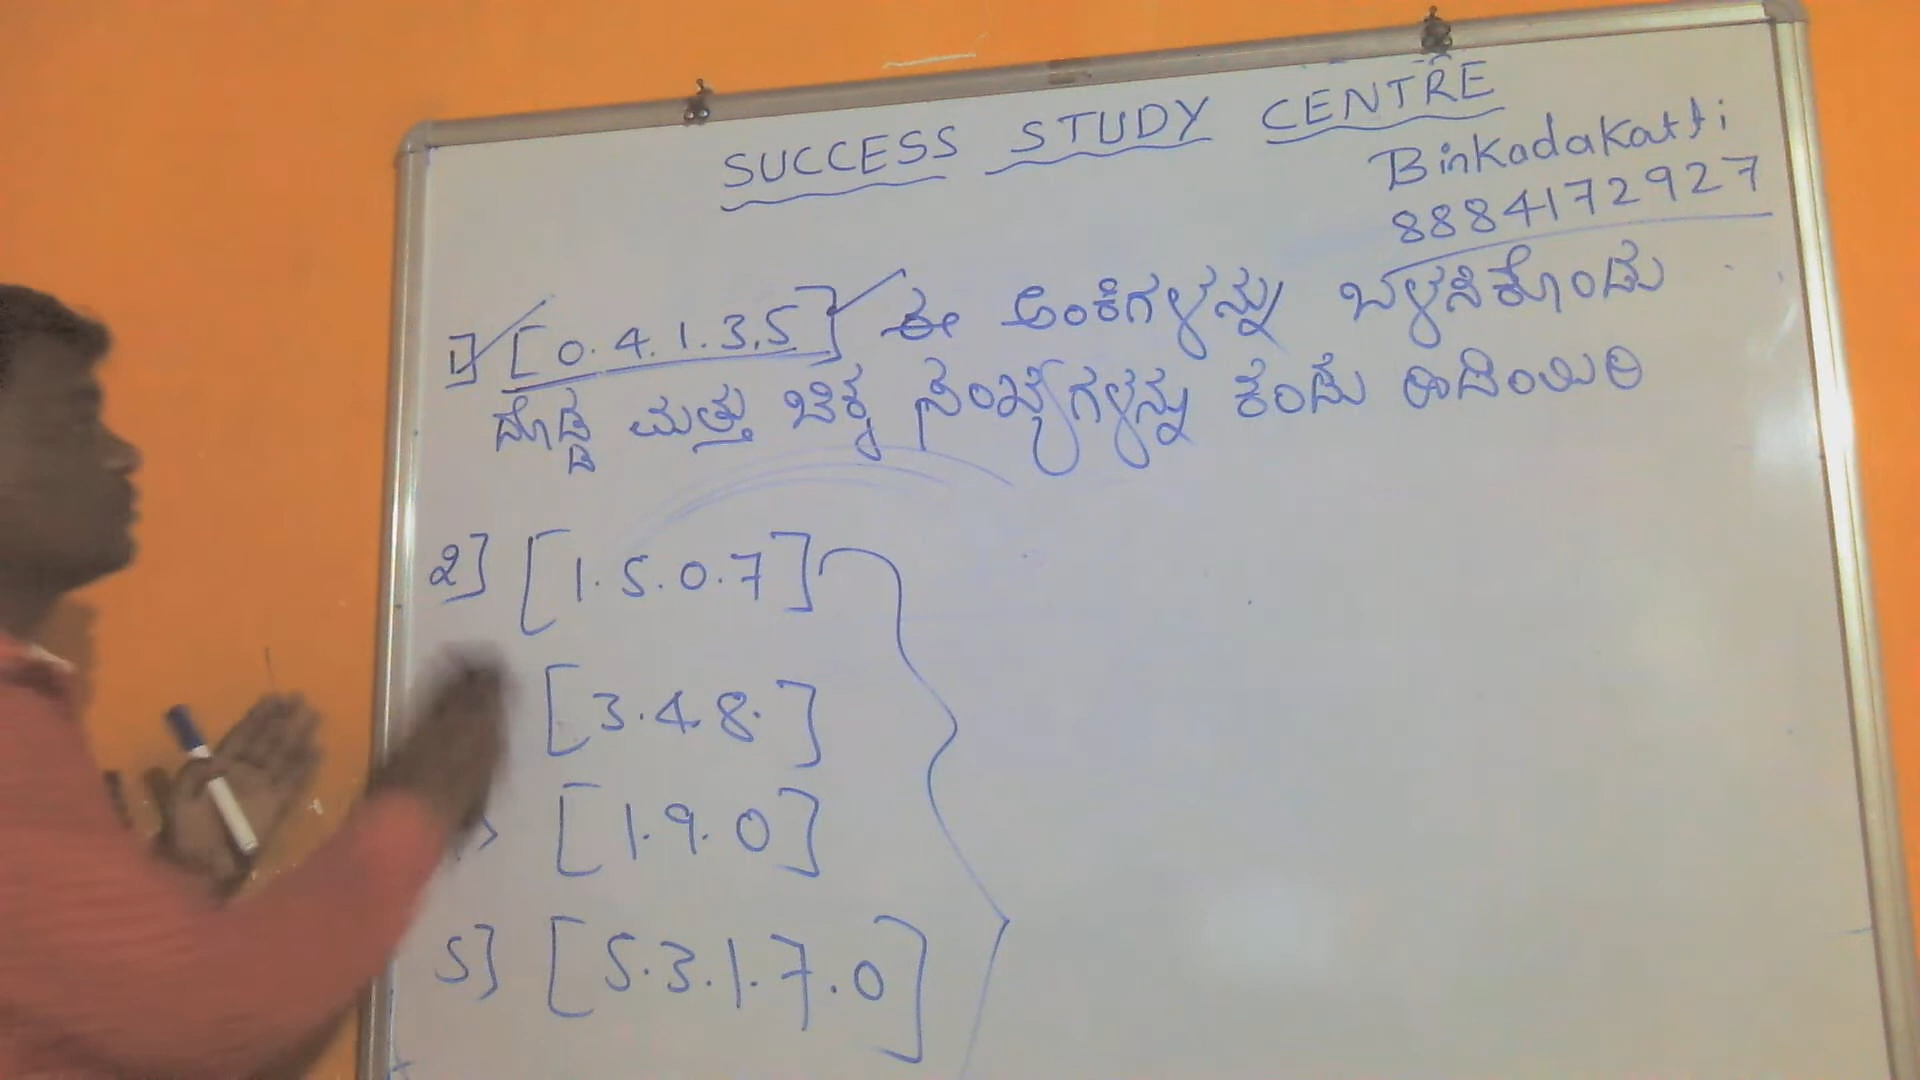 SUCCESS STUDY CENTRE
Binkadakatti
8884172927
1] [0.4.1.3.5] ಈ ಅಂಕಿಗಳನ್ನು ಬಳಸಿಕೊಂಡು
ದೊಡ್ಡ ಮತ್ತು ಚಿಕ್ಕ ಸಂಖ್ಯೆಗಳನ್ನು ಕಂಡು ಹಿಡಿಯಿರಿ
2] [1.5.0.7]
[3.4.8.]
[1.9.0]
5] [5.3.1.7.0]